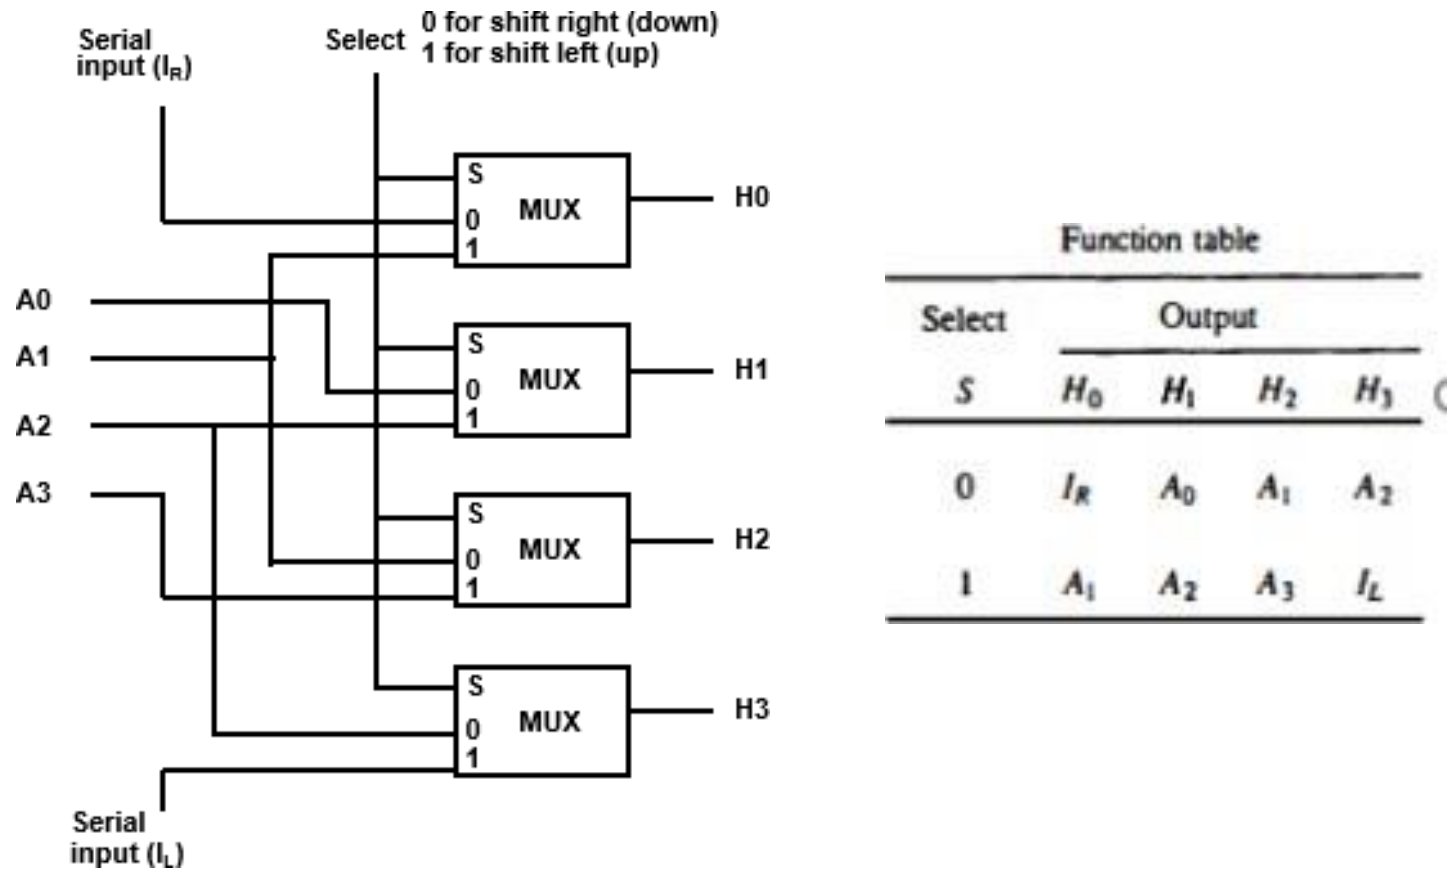 Serial
input (IR)
Select
0 for shift right (down)
1 for shift left (up)
S
0
1
MUX
H0
A0
A1
A2
A3
S
0
1
MUX
H1
S
0
1
MUX
H2
S
0
1
MUX
H3
Serial
input (IL)
Function table
Select Output
S H0 H1 H2 H3
0 IR A0 A1 A2
1 A1 A2 A3 IL